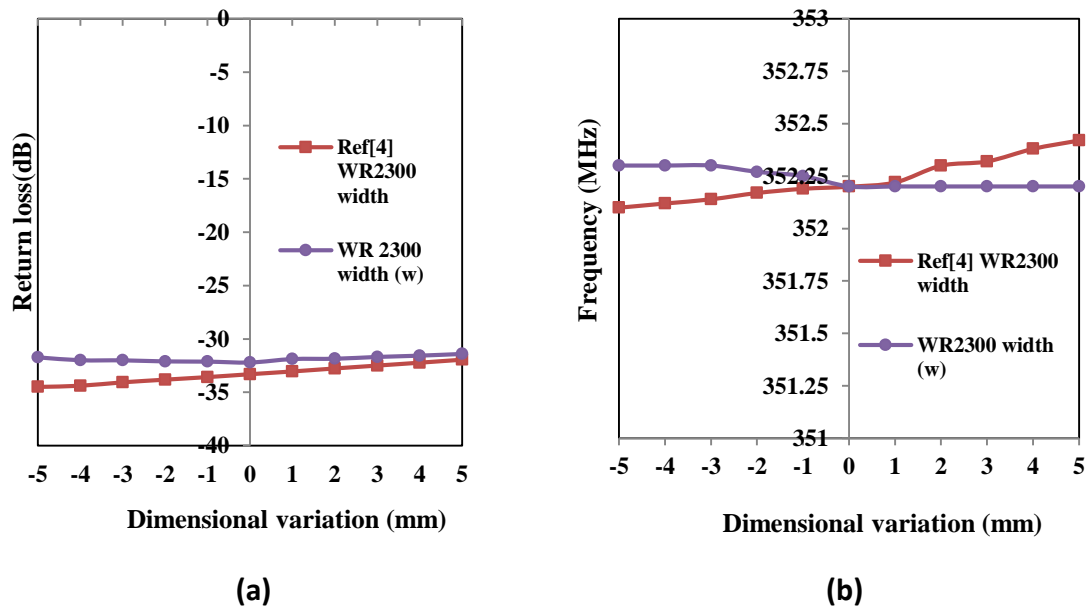 0
-5
-10
-15
-20
-25
-30
-35
-40
Return loss(dB)
Ref[4]
WR2300
width
WR 2300
width (w)
-5 -4 -3 -2 -1 0 1 2 3 4 5
Dimensional variation (mm)
(a)
353
352.75
352.5
352.25
352
351.75
351.5
351.25
351
Frequency (MHz)
Ref[4] WR2300
width
WR2300 width
(w)
-5 -4 -3 -2 -1 0 1 2 3 4 5
Dimensional variation (mm)
(b)